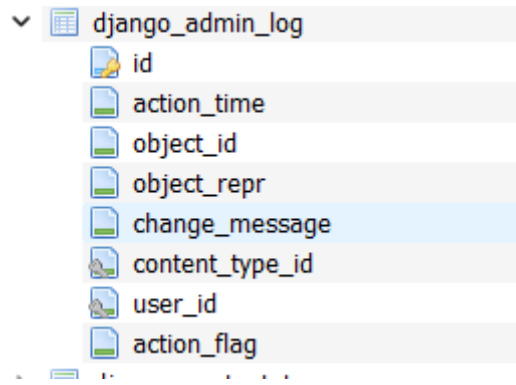 django_admin_log
id
action_time
object_id
object_repr
change_message
content_type_id
user_id
action_flag